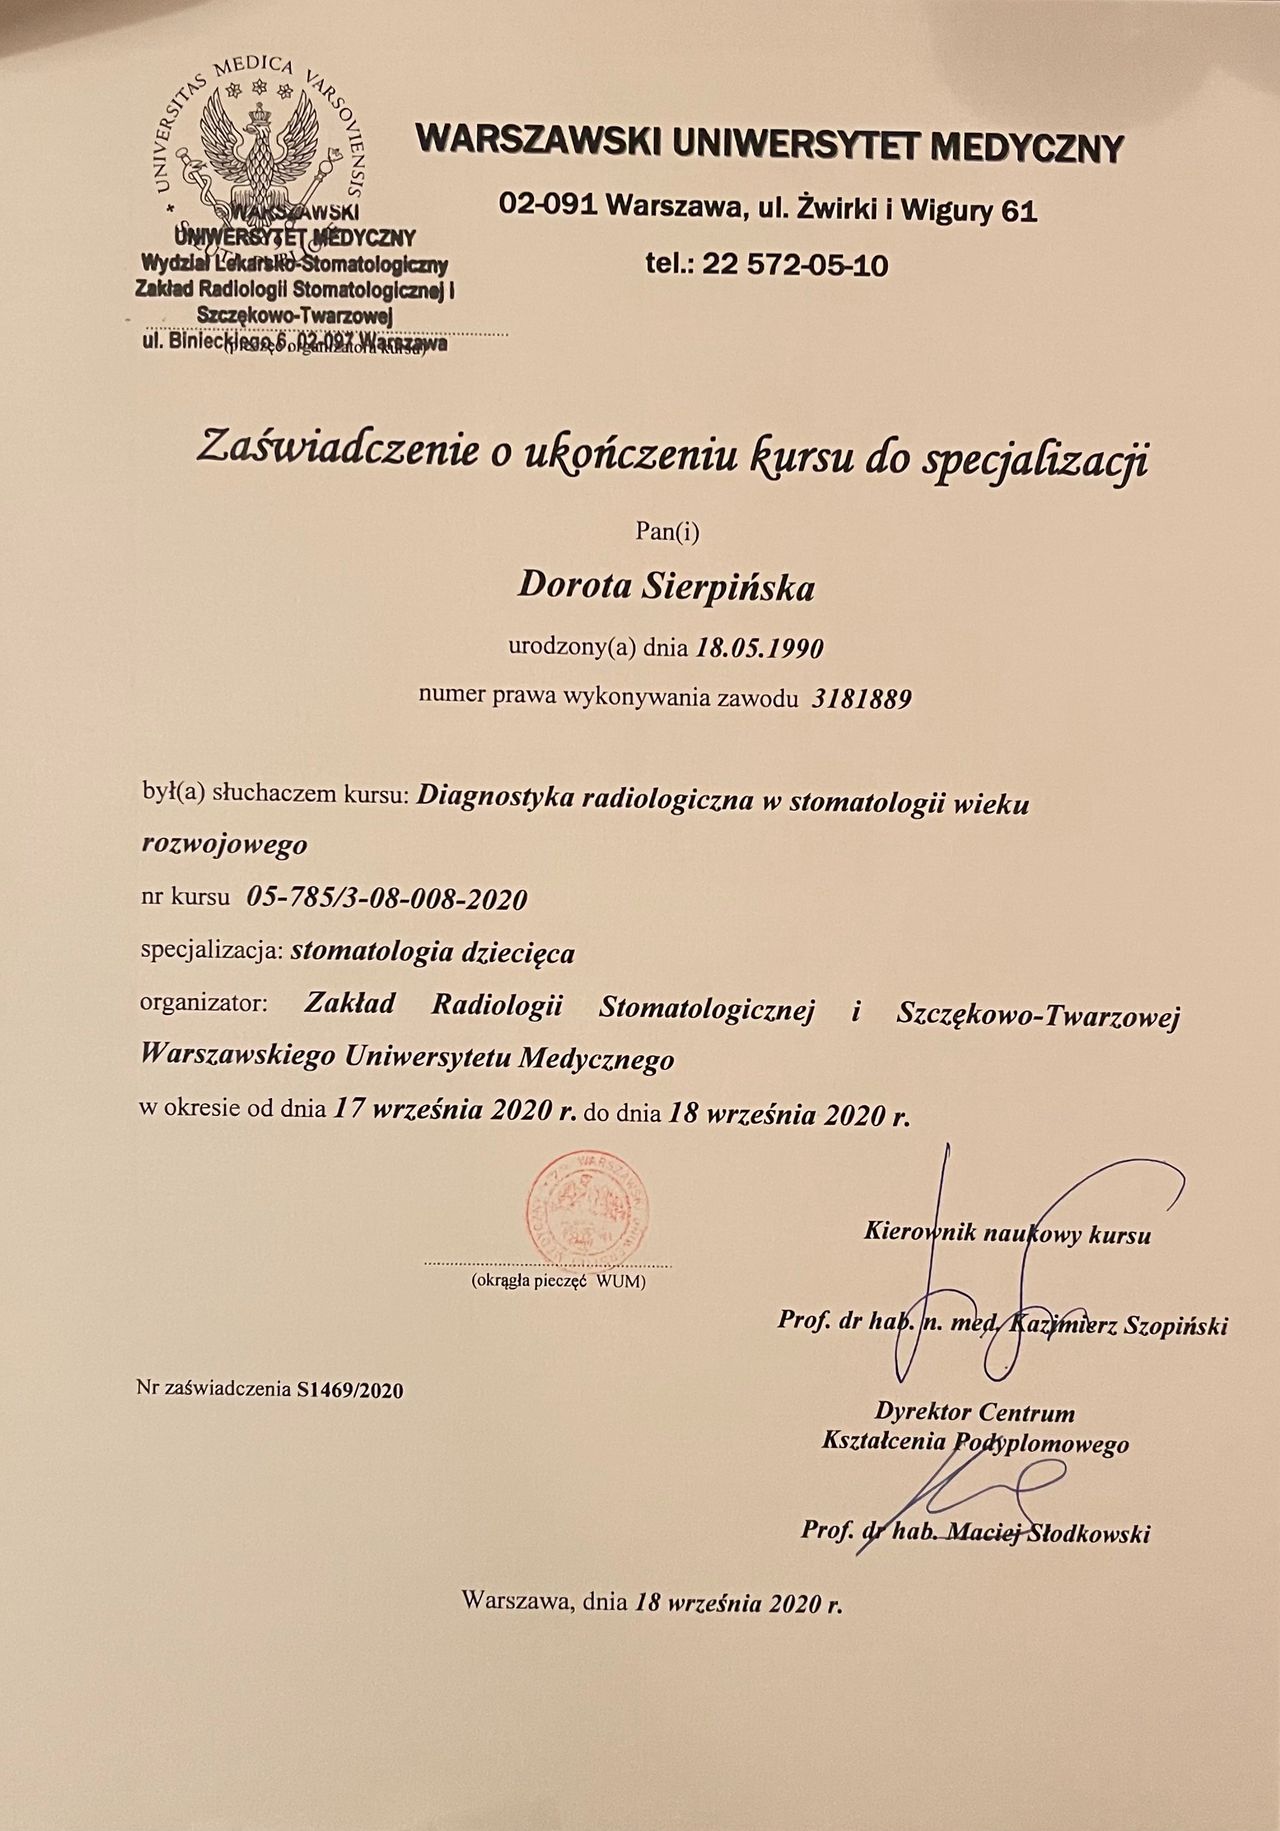 UNIVERSITAS MEDICA VARSOVIENSIS
WARSZAWSKI UNIWERSYTET MEDYCZNY
02-091 Warszawa, ul. Żwirki i Wigury 61
tel.: 22 572-05-10
WARSZAWSKI
UNIWERSYTET MEDYCZNY
Wydział Lekarsko-Stomatologiczny
Zakład Radiologii Stomatologicznej i
Szczękowo-Twarzowej
ul. Binieckiego 6, 02-097 Warszawa
(pieczęć organizatora kursu)
Zaświadczenie o ukończeniu kursu do specjalizacji
Pan(i)
Dorota Sierpińska
urodzony(a) dnia 18.05.1990
numer prawa wykonywania zawodu 3181889
był(a) słuchaczem kursu: Diagnostyka radiologiczna w stomatologii wieku
rozwojowego
nr kursu 05-785/3-08-008-2020
specjalizacja: stomatologia dziecięca
organizator: Zakład Radiologii Stomatologicznej i Szczękowo-Twarzowej
Warszawskiego Uniwersytetu Medycznego
w okresie od dnia 17 września 2020 r. do dnia 18 września 2020 r.
WARSZAWSKI
(okrągła pieczęć WUM)
Kierownik naukowy kursu
Prof. dr hab. n. med. Kazimierz Szopiński
Nr zaświadczenia S1469/2020
Dyrektor Centrum
Kształcenia Podyplomowego
Prof. dr hab. Maciej Słodkowski
Warszawa, dnia 18 września 2020 r.